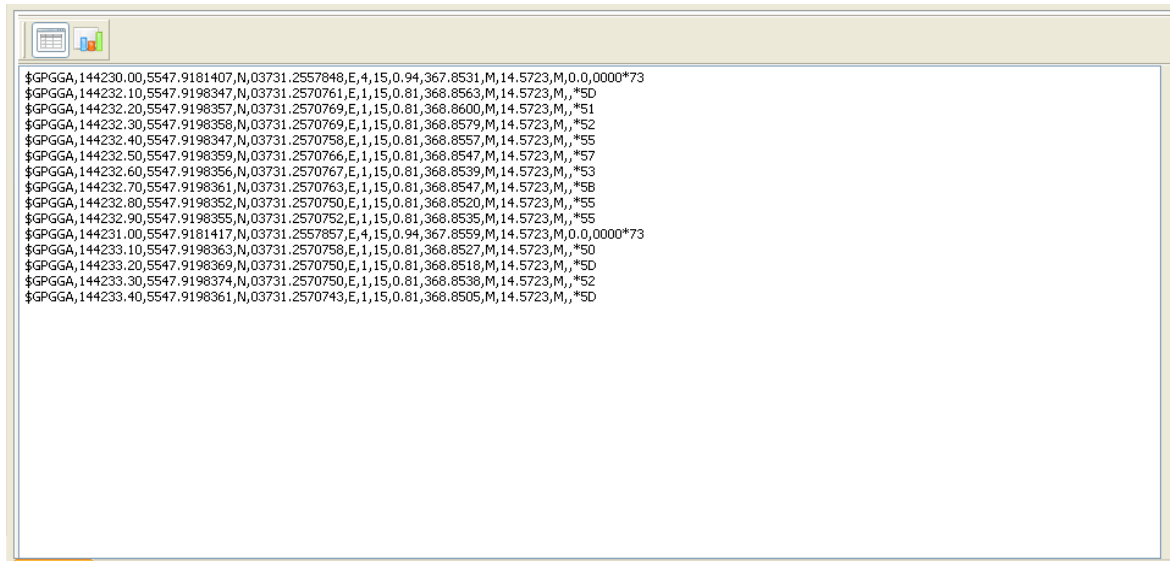 $GPGGA,144230.00,5547.9181407,N,03731.2557848,E,4,15,0.94,367.8531,M,14.5723,M,0.0,0000*73
$GPGGA,144232.10,5547.9198347,N,03731.2570761,E,1,15,0.81,368.8563,M,14.5723,M,,*5D
$GPGGA,144232.20,5547.9198357,N,03731.2570769,E,1,15,0.81,368.8600,M,14.5723,M,,*51
$GPGGA,144232.30,5547.9198358,N,03731.2570769,E,1,15,0.81,368.8579,M,14.5723,M,,*52
$GPGGA,144232.40,5547.9198347,N,03731.2570758,E,1,15,0.81,368.8557,M,14.5723,M,,*55
$GPGGA,144232.50,5547.9198359,N,03731.2570766,E,1,15,0.81,368.8547,M,14.5723,M,,*57
$GPGGA,144232.60,5547.9198356,N,03731.2570767,E,1,15,0.81,368.8539,M,14.5723,M,,*53
$GPGGA,144232.70,5547.9198361,N,03731.2570763,E,1,15,0.81,368.8547,M,14.5723,M,,*5B
$GPGGA,144232.80,5547.9198352,N,03731.2570750,E,1,15,0.81,368.8520,M,14.5723,M,,*55
$GPGGA,144232.90,5547.9198355,N,03731.2570752,E,1,15,0.81,368.8535,M,14.5723,M,,*55
$GPGGA,144231.00,5547.9181417,N,03731.2557857,E,4,15,0.94,367.8559,M,14.5723,M,0.0,0000*73
$GPGGA,144233.10,5547.9198363,N,03731.2570758,E,1,15,0.81,368.8527,M,14.5723,M,,*50
$GPGGA,144233.20,5547.9198369,N,03731.2570750,E,1,15,0.81,368.8518,M,14.5723,M,,*5D
$GPGGA,144233.30,5547.9198374,N,03731.2570750,E,1,15,0.81,368.8538,M,14.5723,M,,*52
$GPGGA,144233.40,5547.9198361,N,03731.2570743,E,1,15,0.81,368.8505,M,14.5723,M,,*5D